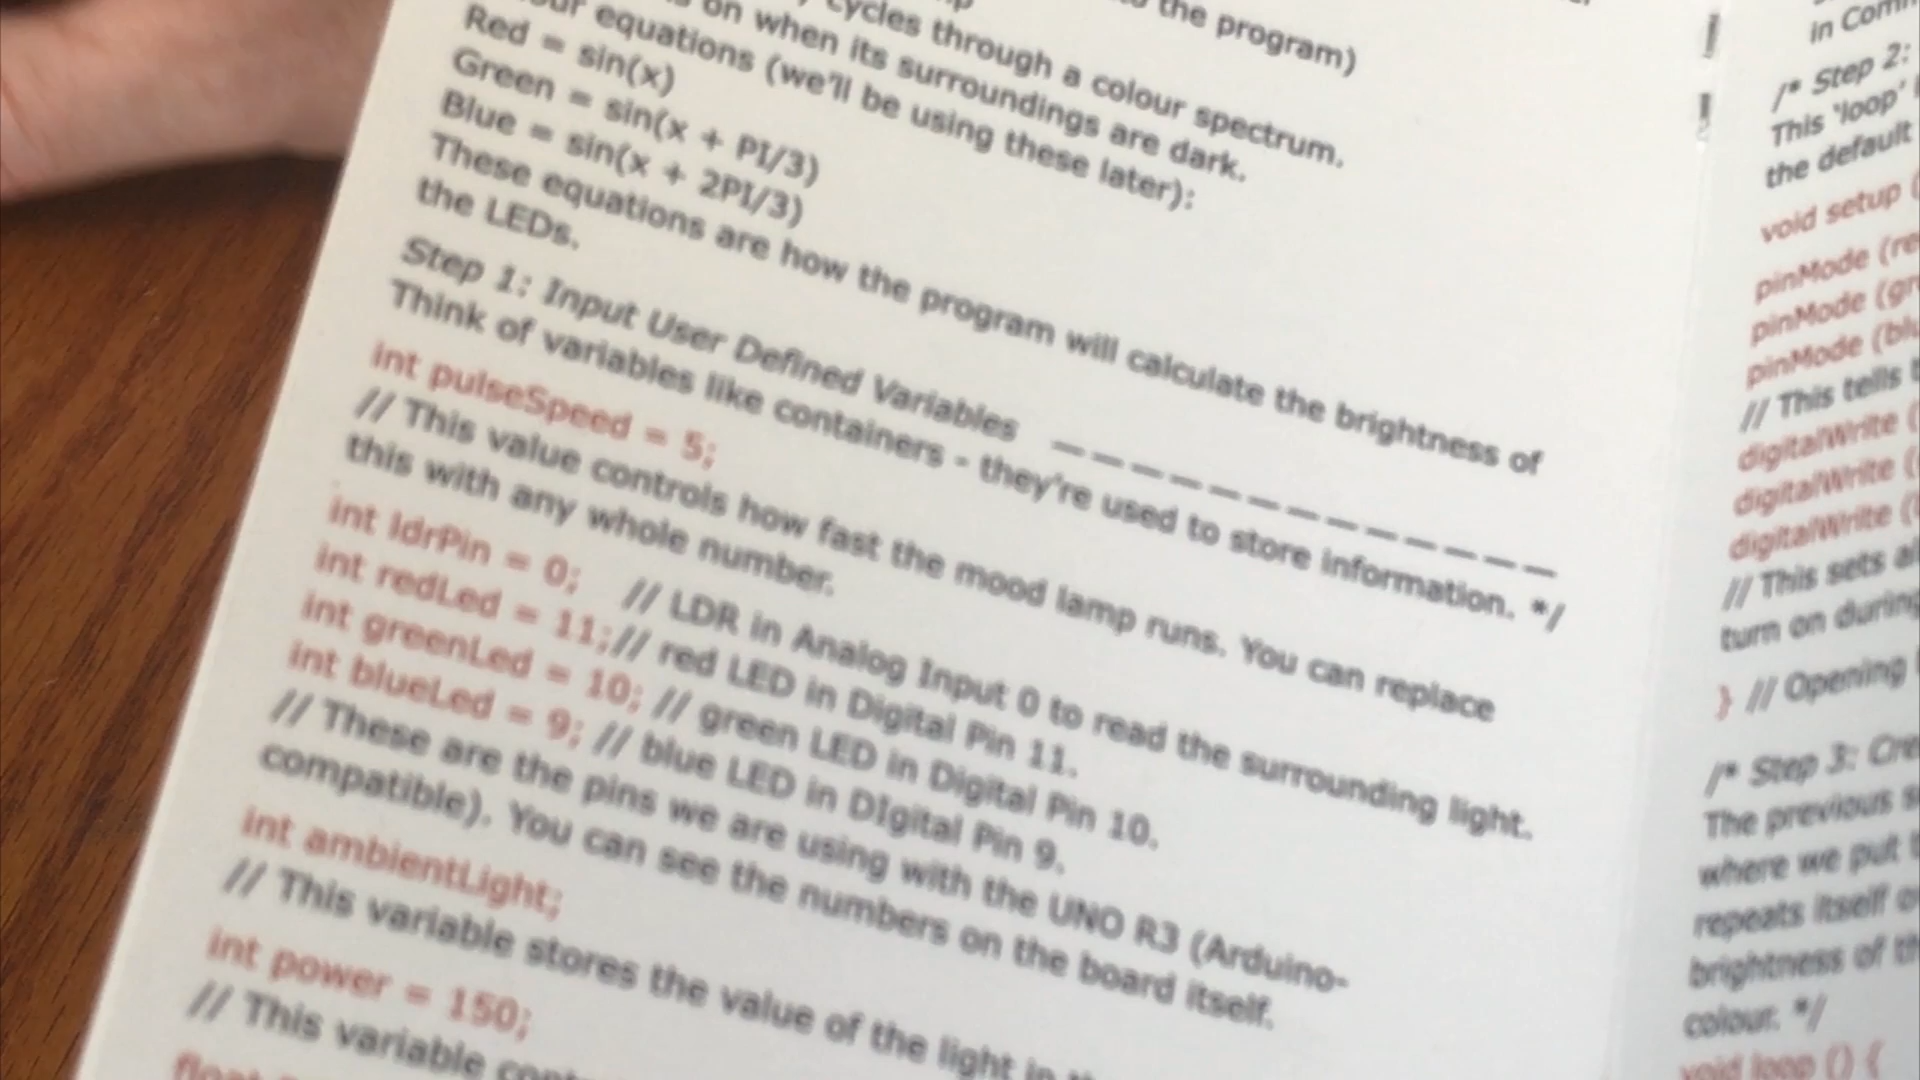 the program)
cycles through a colour spectrum.
on when its surroundings are dark.
equations (we'll be using these later):
Red = sin(x)
Green = sin(x + PI/3)
Blue = sin(x + 2PI/3)
These equations are how the program will calculate the brightness of
the LEDs.
Step 1: Input User Defined Variables — — — — — — — — — — — — —
Think of variables like containers - they're used to store information. */
int pulseSpeed = 5;
// This value controls how fast the mood lamp runs. You can replace
this with any whole number.
int ldrPin = 0; // LDR in Analog Input 0 to read the surrounding light.
int redLed = 11;// red LED in Digital Pin 11.
int greenLed = 10; // green LED in Digital Pin 10.
int blueLed = 9; // blue LED in DIgital Pin 9.
// These are the pins we are using with the UNO R3 (Arduino-
compatible). You can see the numbers on the board itself.
int ambientLight;
// This variable stores the value of the light in
int power = 150;
// This variable
float
in
/* Step 2:
This 'loop'
the default
void setup (
pinMode (
pinMode (
pinMode (
// This tells
digitalWrite (
digitalWrite (
digitalWrite (
// This sets
turn on during
} // Opening
/* Step 3:
The previous
where we put
repeats itself
brightness of
colour. */
void loop () {